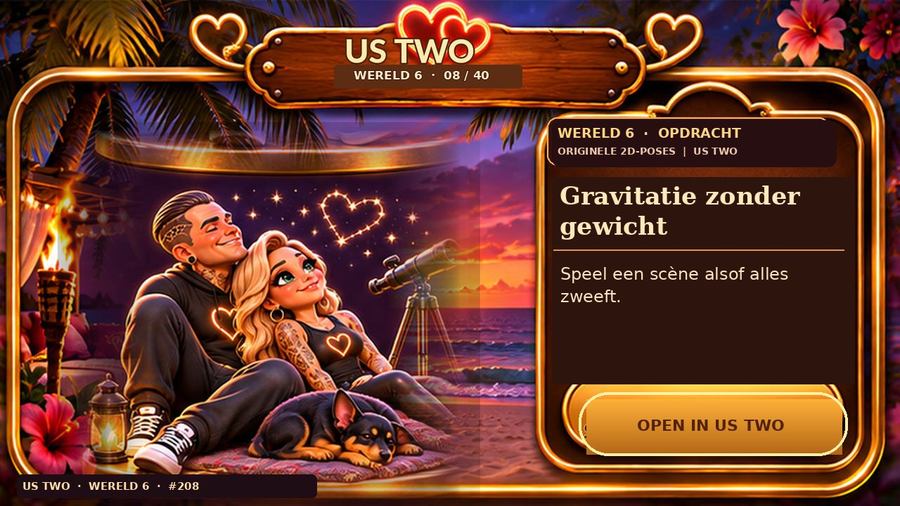 US TWO
WERELD 6 · 08 / 40
WERELD 6 · OPDRACHT
ORIGINELE 2D-POSES | US TWO
Gravitatie zonder
gewicht
Speel een scène alsof alles
zweeft.
OPEN IN US TWO
US TWO · WERELD 6 · #208